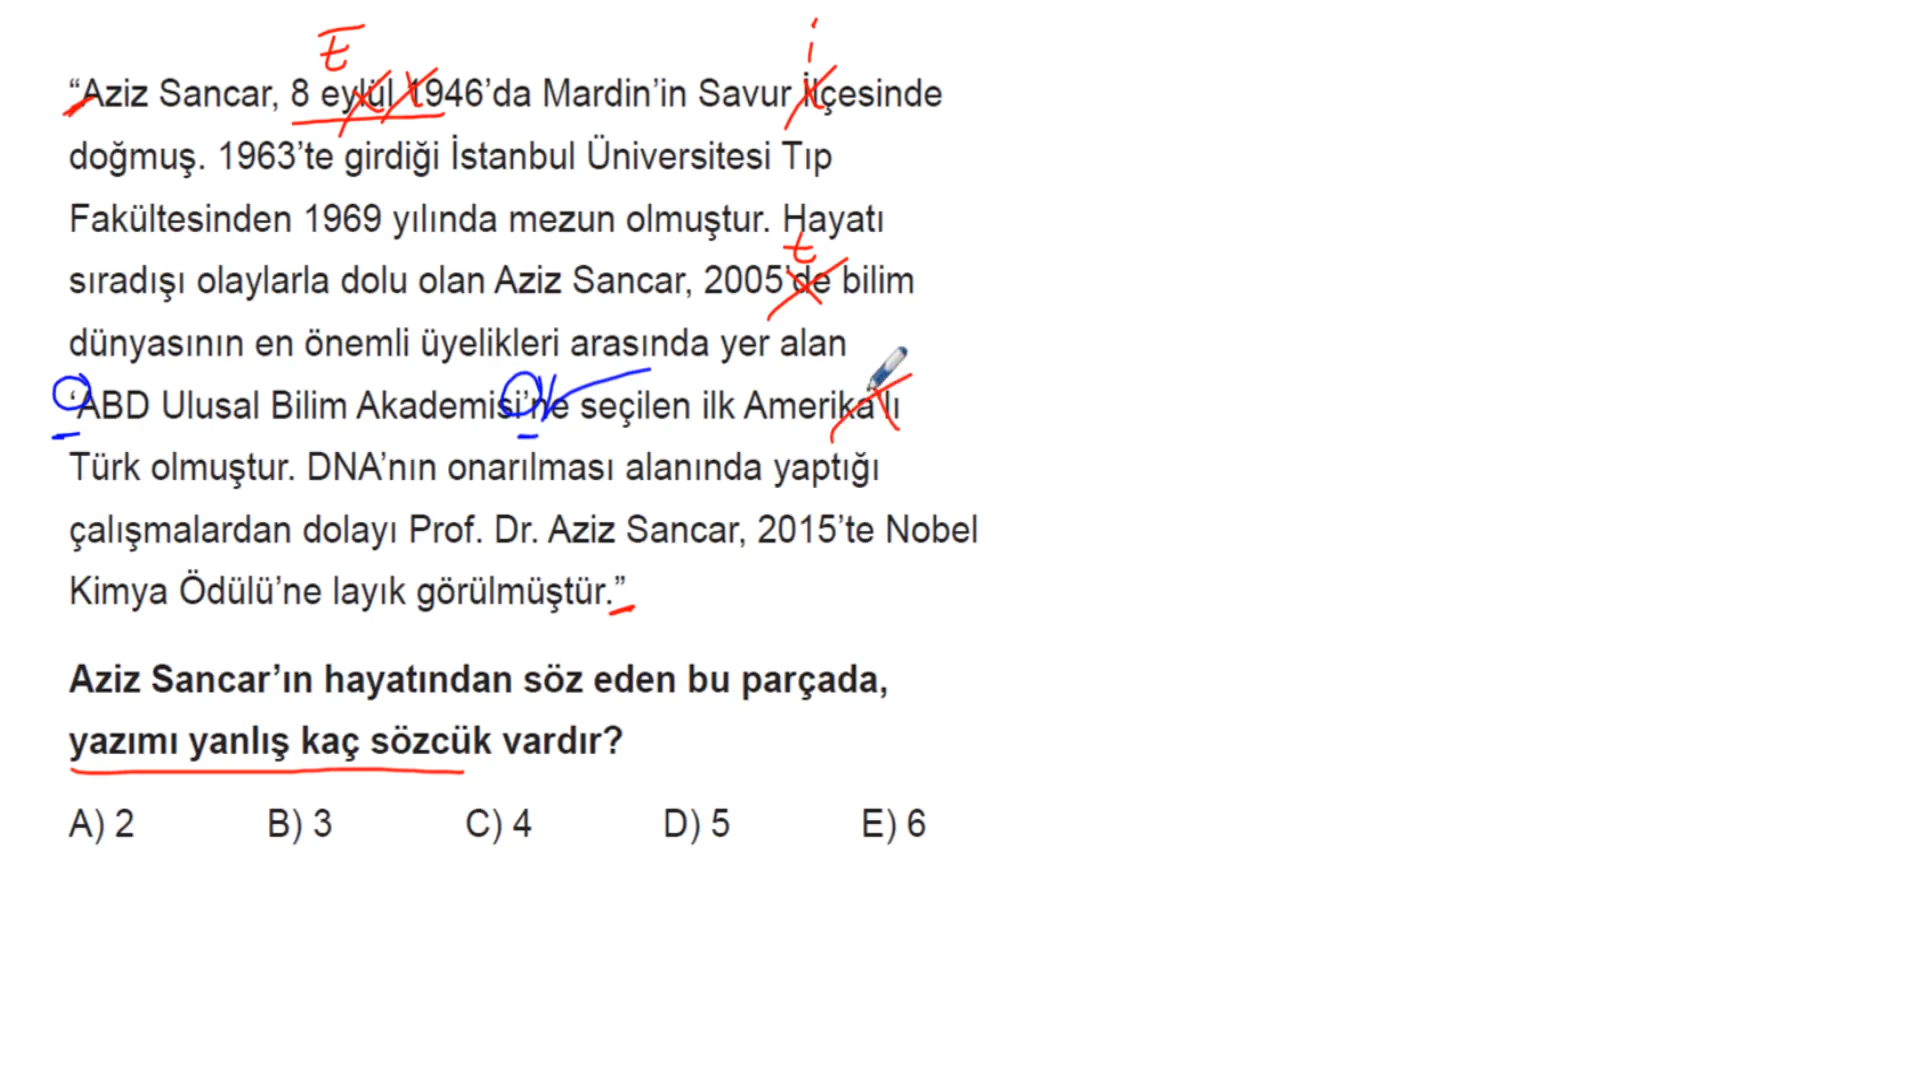 E
i
“Aziz Sancar, 8 eylül 1946’da Mardin’in Savur İlçesinde
doğmuş. 1963’te girdiği İstanbul Üniversitesi Tıp
Fakültesinden 1969 yılında mezun olmuştur. Hayatı
t
sıradışı olaylarla dolu olan Aziz Sancar, 2005’de bilim
dünyasının en önemli üyelikleri arasında yer alan
‘ABD Ulusal Bilim Akademisi’ne seçilen ilk Amerika’lı
Türk olmuştur. DNA’nın onarılması alanında yaptığı
çalışmalardan dolayı Prof. Dr. Aziz Sancar, 2015’te Nobel
Kimya Ödülü’ne layık görülmüştür.”
Aziz Sancar’ın hayatından söz eden bu parçada,
yazımı yanlış kaç sözcük vardır?
A) 2 B) 3 C) 4 D) 5 E) 6